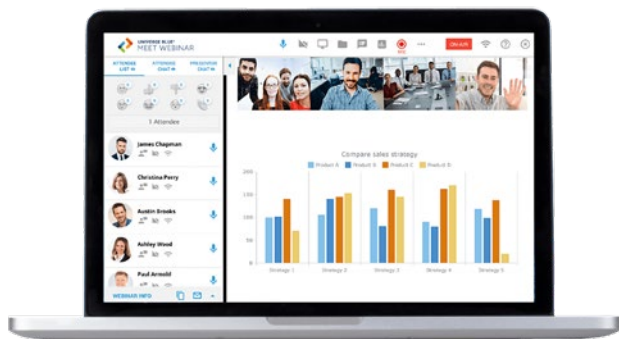 UNIVERSE BLUE
MEET WEBINAR
ON AIR
ATTENDEE LIST
ATTENDEE CHAT
PRESENTER CHAT
1 Attendee
James Chapman
Christina Perry
Austin Brooks
Ashley Wood
Paul Arnold
WEBINAR INFO
Compare sales strategy
Product A Product B Product C Product D
200
150
100
50
0
Strategy 1 Strategy 2 Strategy 3 Strategy 4 Strategy 5